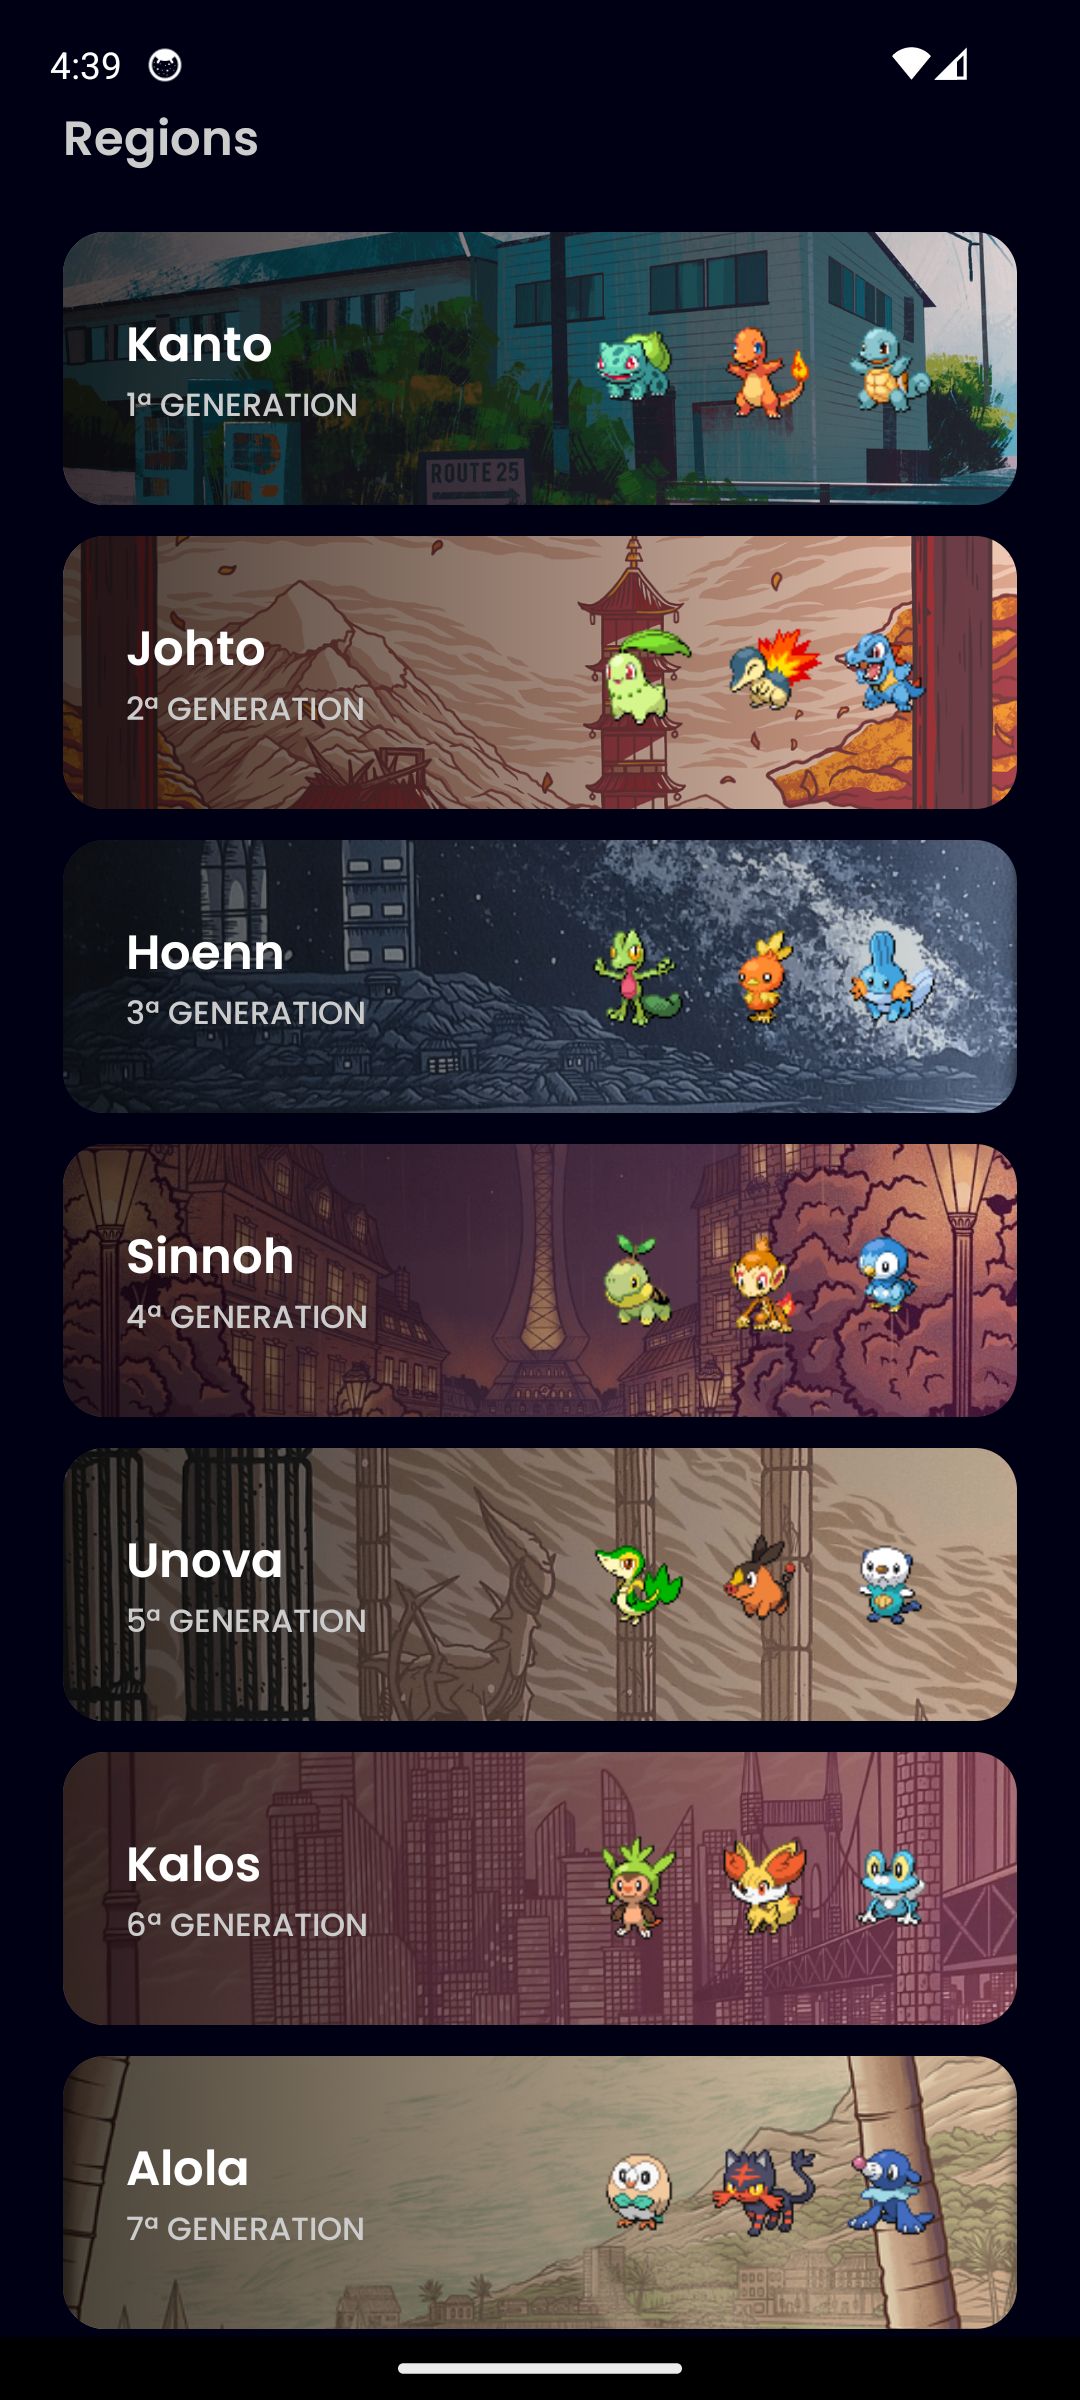 4:39
Regions
Kanto
1ª GENERATION
ROUTE 25
Johto
2ª GENERATION
Hoenn
3ª GENERATION
Sinnoh
4ª GENERATION
Unova
5ª GENERATION
Kalos
6ª GENERATION
Alola
7ª GENERATION